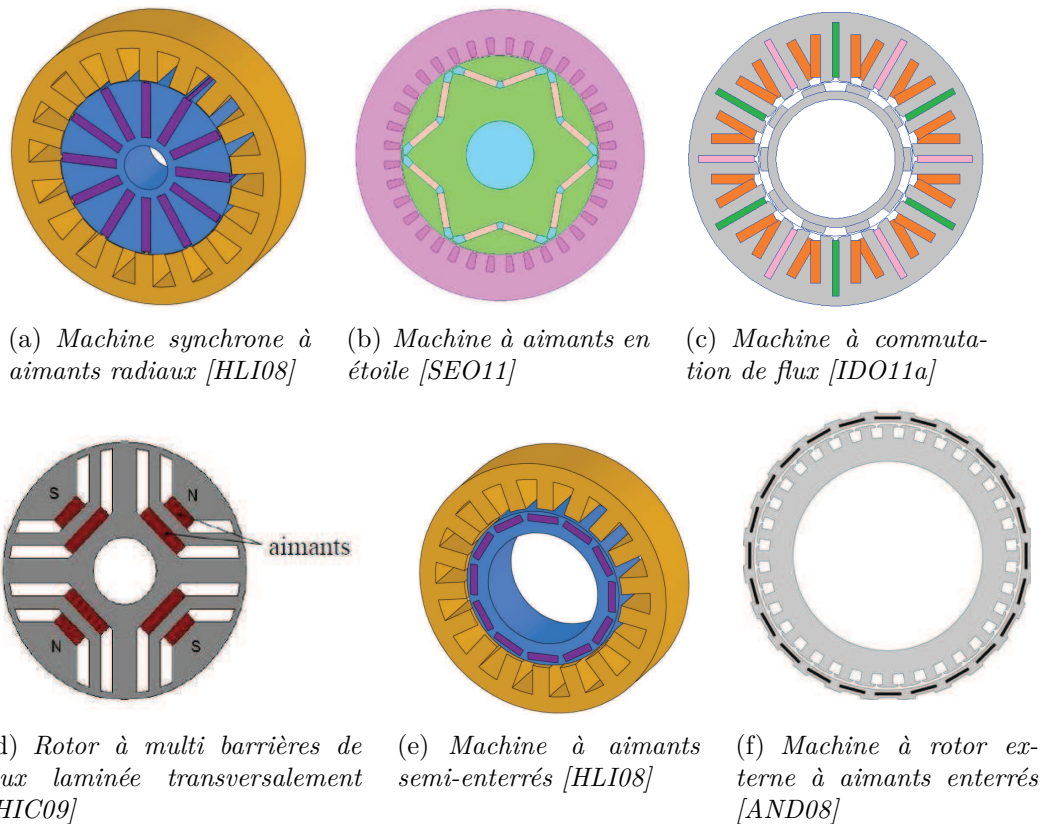 (a) Machine synchrone à
aimants radiaux [HLI08]
(b) Machine à aimants en
étoile [SEO11]
(c) Machine à commuta-
tion de flux [IDO11a]
S
N
aimants
N
S
d) Rotor à multi barrières de
ux laminée transversalement
HIC09]
(e) Machine à aimants
semi-enterrés [HLI08]
(f) Machine à rotor ex-
terne à aimants enterrés
[AND08]